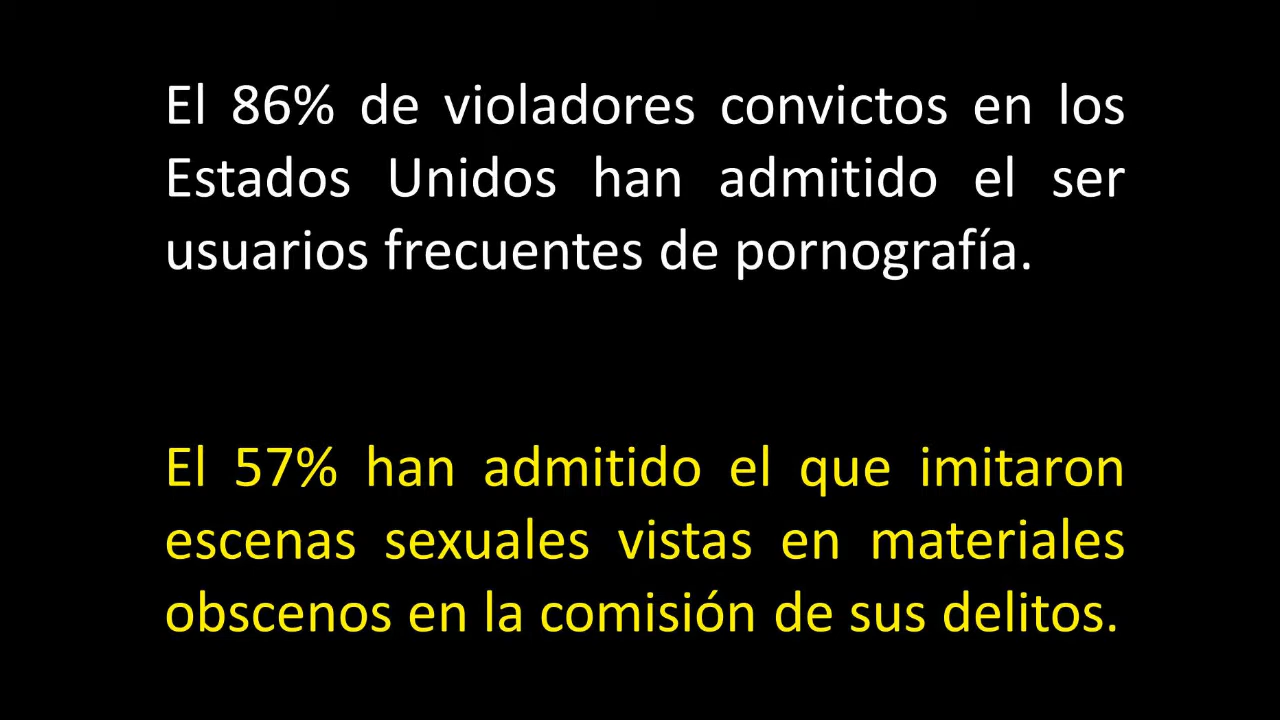 El 86% de violadores convictos en los
Estados Unidos han admitido el ser
usuarios frecuentes de pornografía.
El 57% han admitido el que imitaron
escenas sexuales vistas en materiales
obscenos en la comisión de sus delitos.